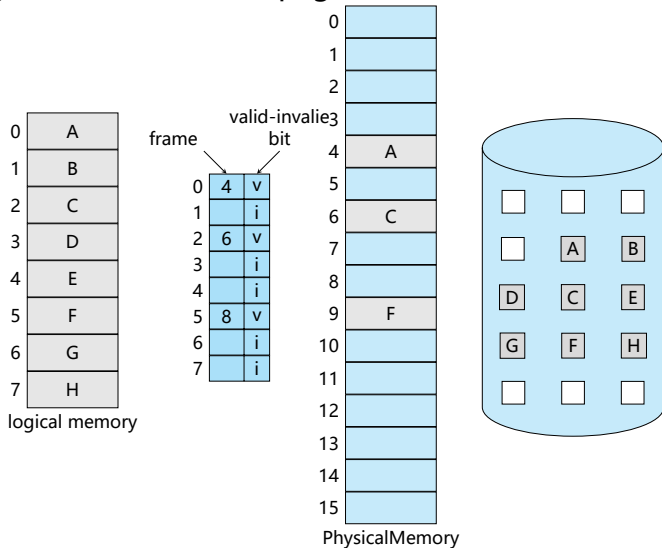 0
1
2
3
4 A
5
6 C
7
8
9 F
10
11
12
13
14
15
PhysicalMemory
0 A
1 B
2 C
3 D
4 E
5 F
6 G
7 H
logical memory
frame
valid-invalie
bit
0 4 v
1 i
2 6 v
3 i
4 i
5 8 v
6 i
7 i
A B
D C E
G F H